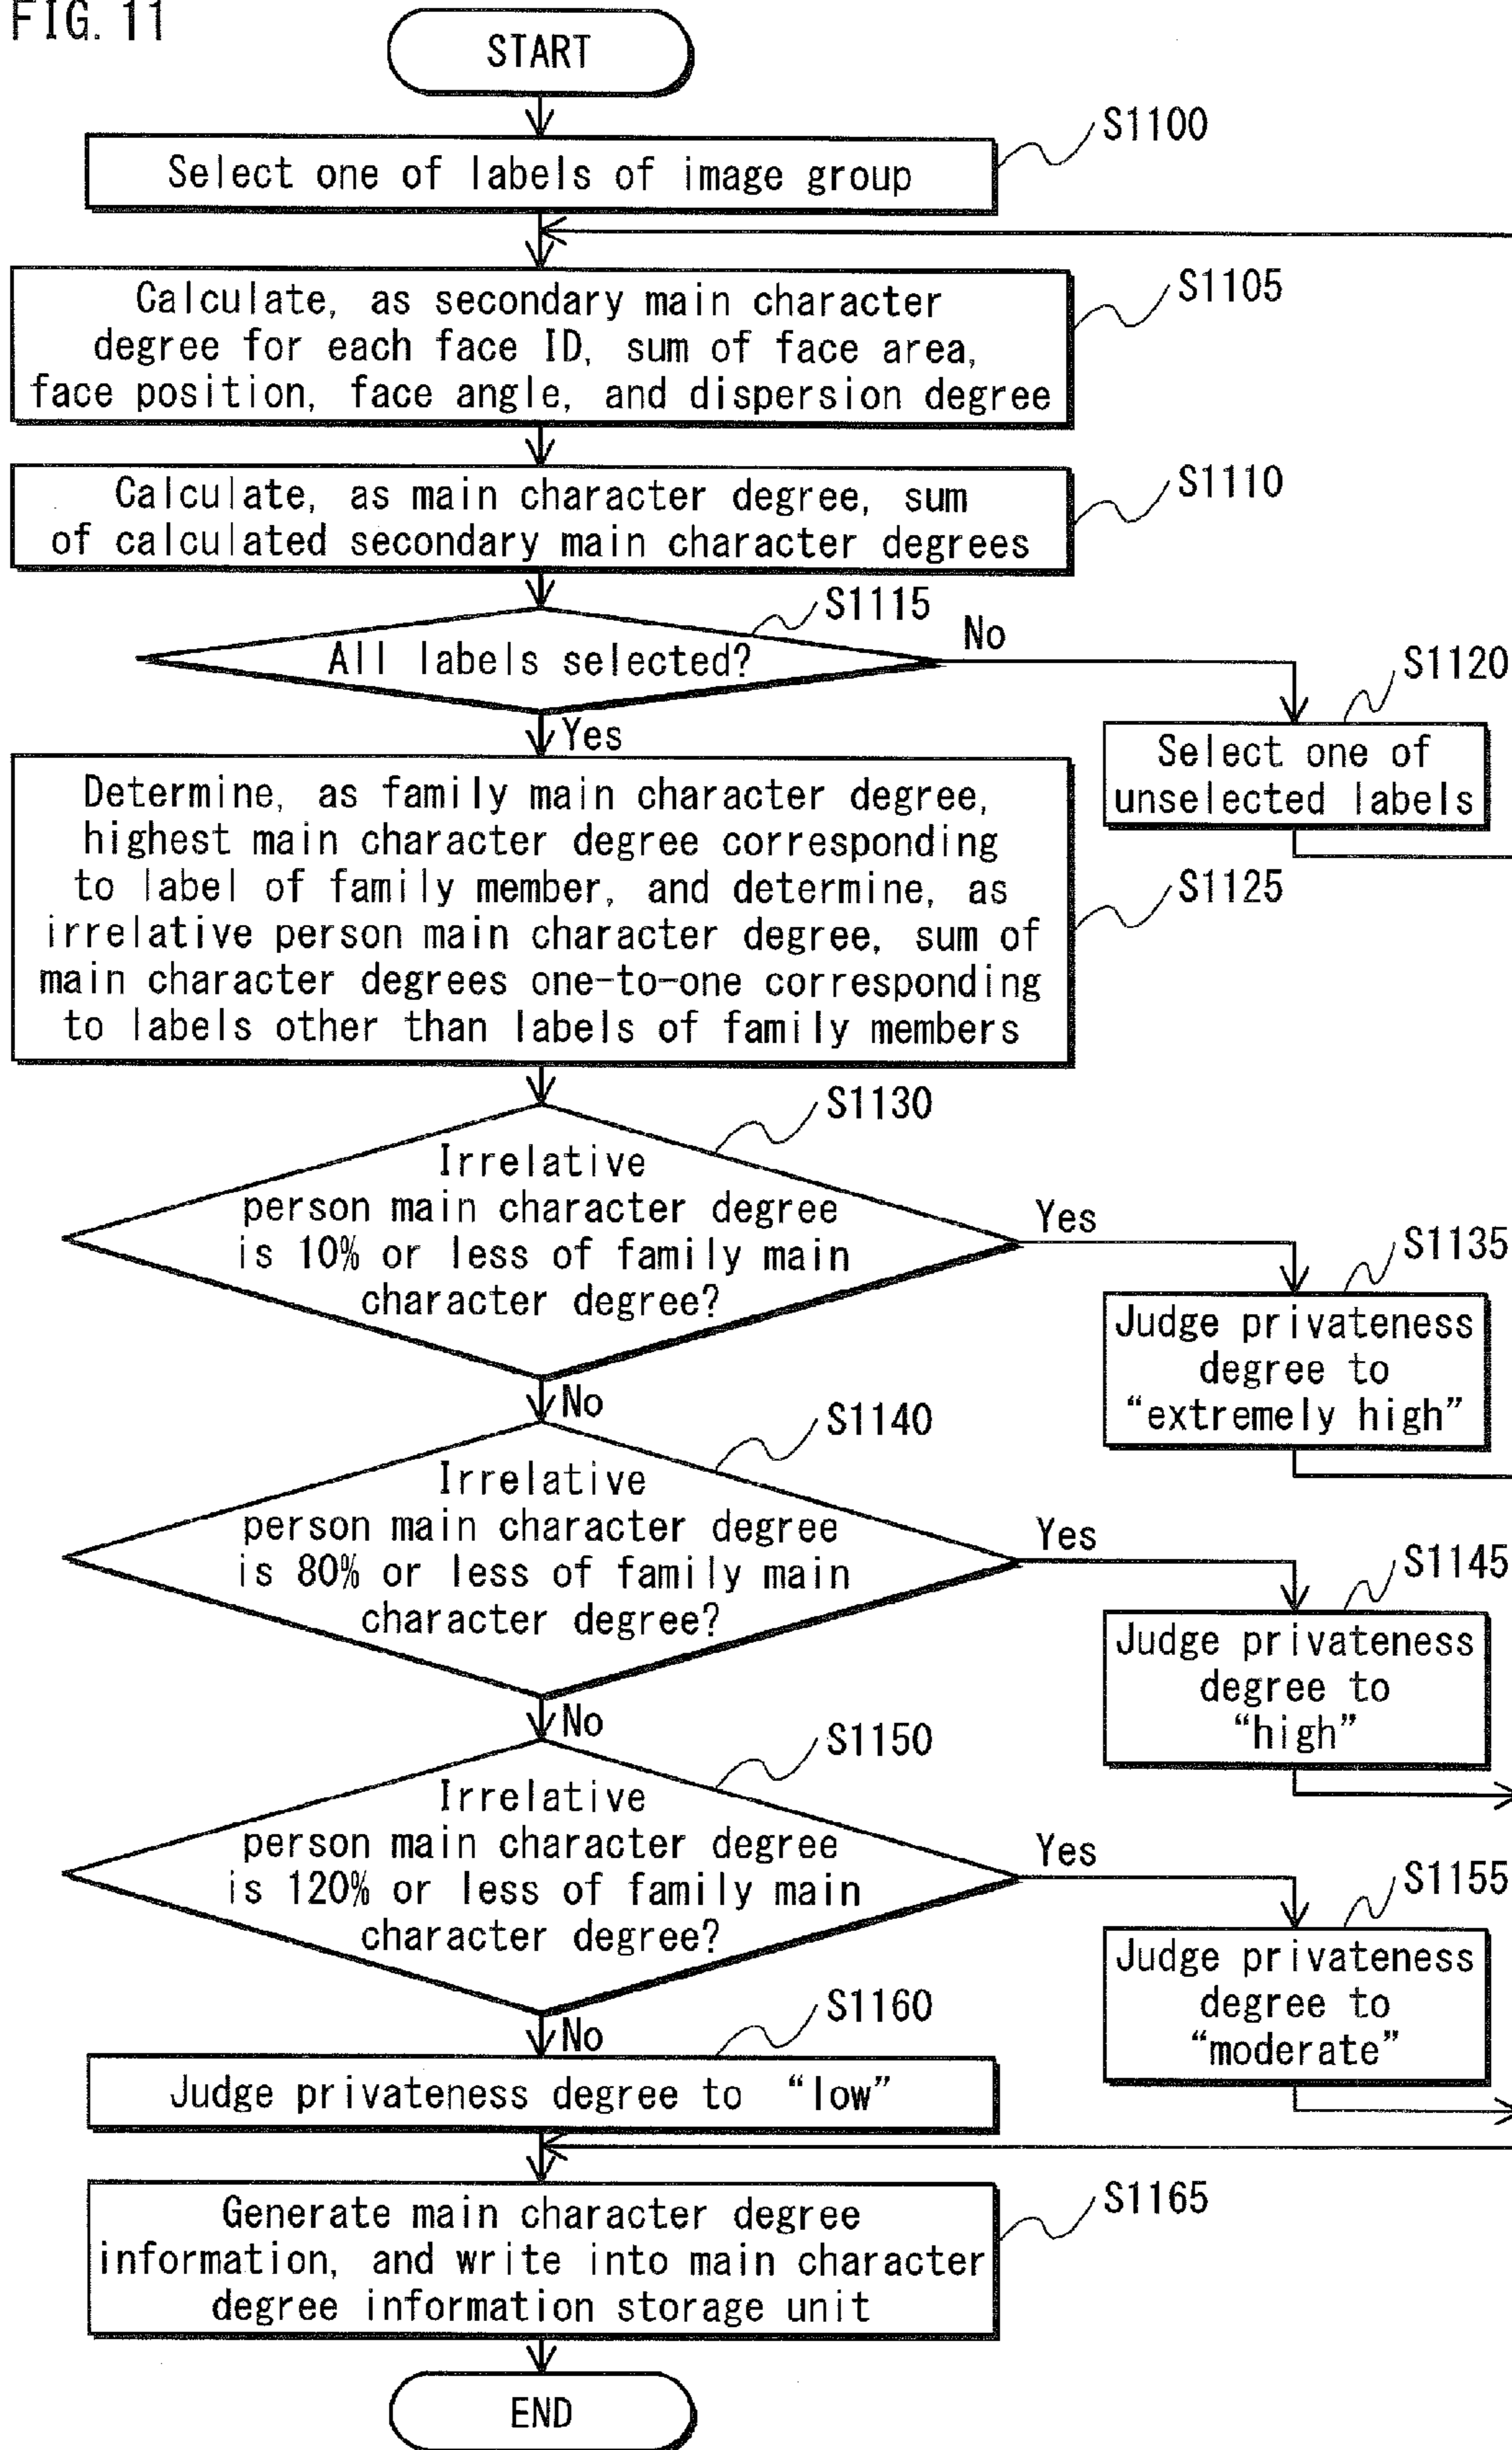 FIG. 11
START
S1100
Select one of labels of image group
S1105
Calculate, as secondary main character
degree for each face ID, sum of face area,
face position, face angle, and dispersion degree
S1110
Calculate, as main character degree, sum
of calculated secondary main character degrees
S1115
All labels selected?
No
S1120
Select one of
unselected labels
Yes
S1125
Determine, as family main character degree,
highest main character degree corresponding
to label of family member, and determine, as
irrelative person main character degree, sum of
main character degrees one-to-one corresponding
to labels other than labels of family members
S1130
Irrelative
person main character degree
is 10% or less of family main
character degree?
Yes
S1135
Judge privateness
degree to
“extremely high”
No
S1140
Irrelative
person main character degree
is 80% or less of family main
character degree?
Yes
S1145
Judge privateness
degree to
“high”
No
S1150
Irrelative
person main character degree
is 120% or less of family main
character degree?
Yes
S1155
Judge privateness
degree to
“moderate”
No
S1160
Judge privateness degree to “low”
S1165
Generate main character degree
information, and write into main character
degree information storage unit
END